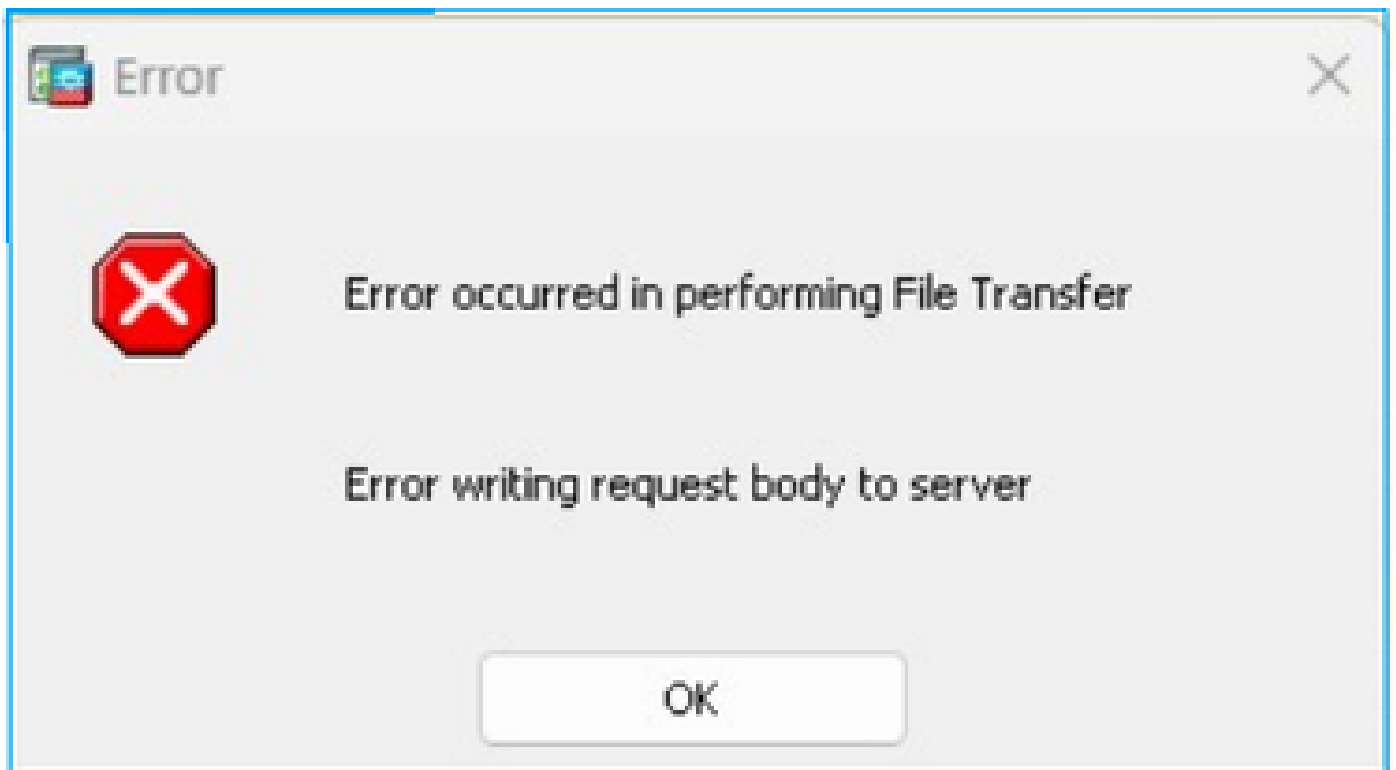 Error
Error occurred in performing File Transfer
Error writing request body to server
OK